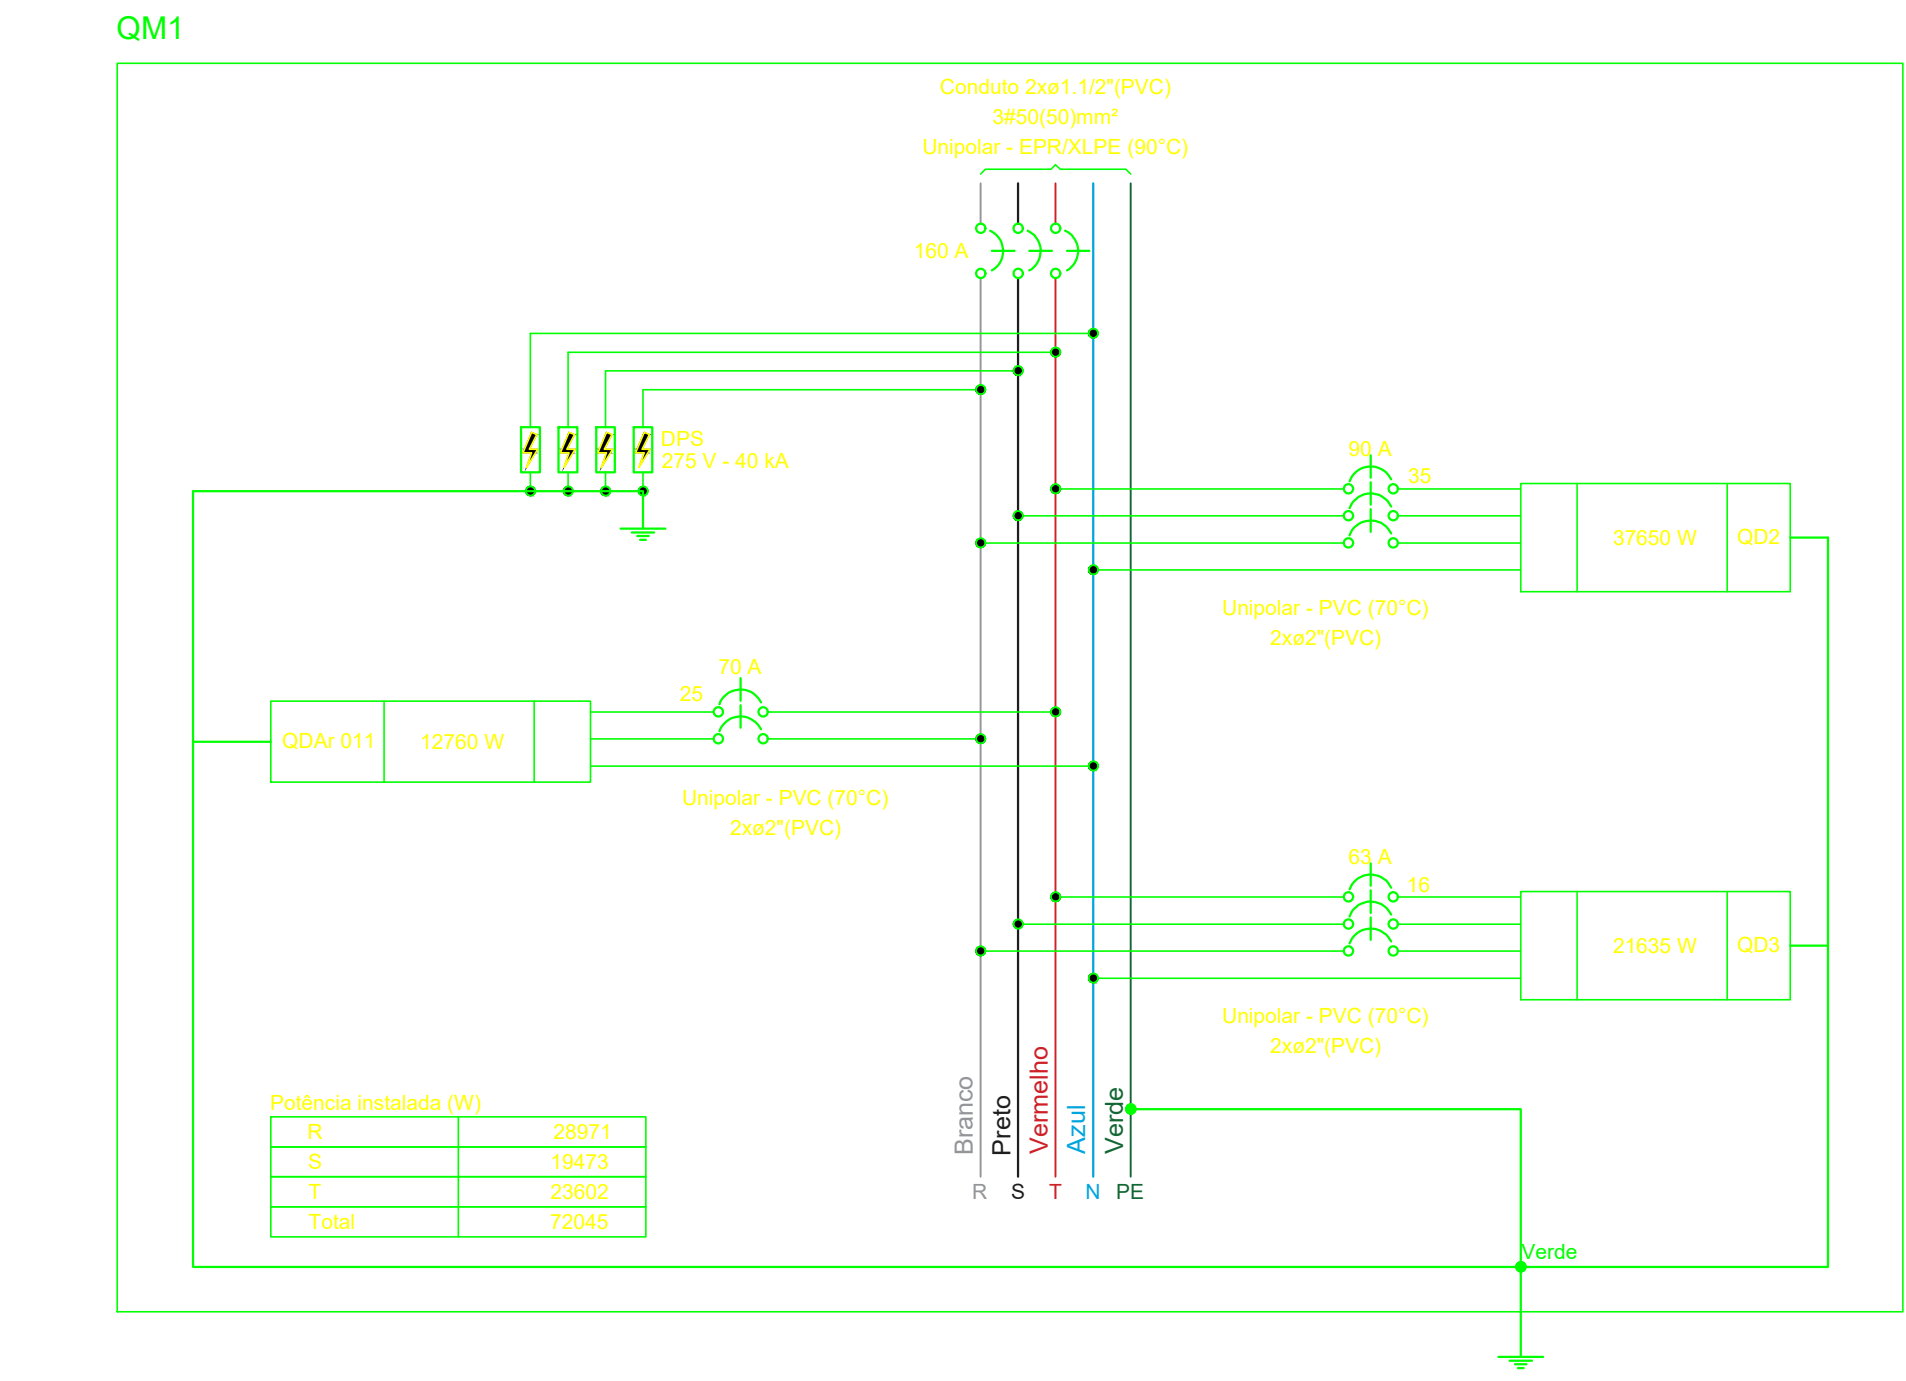 QM1
Conduto 2xø1.1/2"(PVC)
3#50(50)mm²
Unipolar - EPR/XLPE (90°C)
160 A
DPS
275 V - 40 kA
90 A
35
37650 W
QD2
Unipolar - PVC (70°C)
2xø2"(PVC)
70 A
25
QDAr 011
12760 W
Unipolar - PVC (70°C)
2xø2"(PVC)
63 A
16
21635 W
QD3
Unipolar - PVC (70°C)
2xø2"(PVC)
Branco
Preto
Vermelho
Azul
Verde
R S T N PE
Potência instalada (W)
R 28971
S 19473
T 23602
Total 72045
Verde